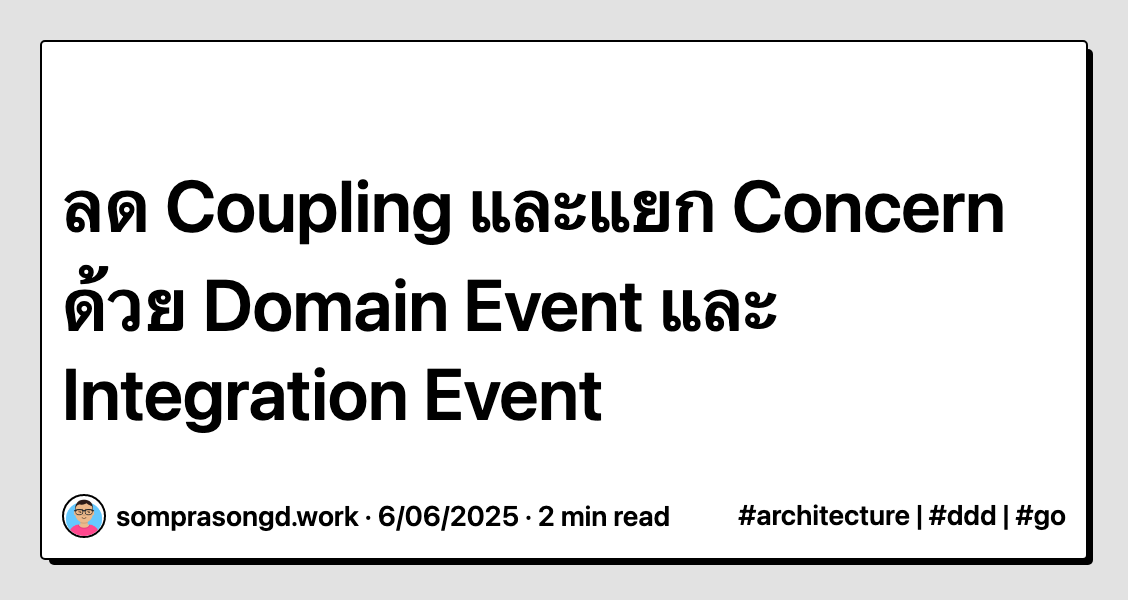 ลด Coupling และแยก Concern
ด้วย Domain Event และ
Integration Event
somprasongd.work · 6/06/2025 · 2 min read #architecture | #ddd | #go